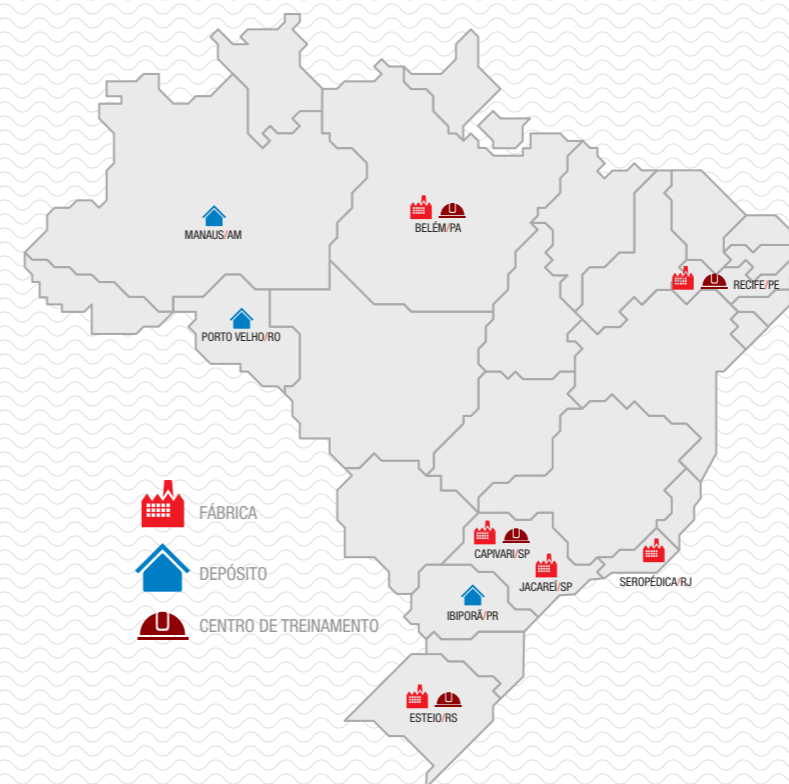 MANAUS/AM
BELÉM/PA
RECIFE/PE
PORTO VELHO/RO
FÁBRICA
DEPÓSITO
CENTRO DE TREINAMENTO
CAPIVARI/SP
JACAREÍ/SP
SEROPÉDICA/RJ
IBIPORÃ/PR
ESTEIO/RS